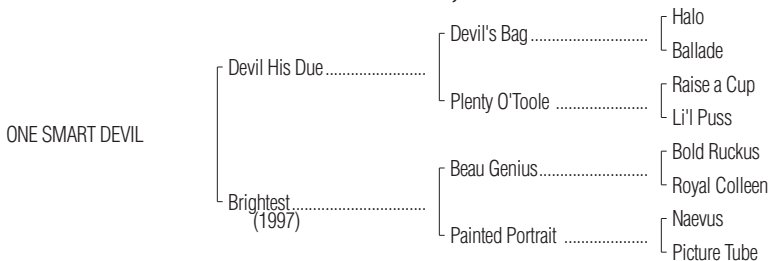 Halo
Devil's Bag
Ballade
Devil His Due
Raise a Cup
Plenty O'Toole
Li'l Puss
ONE SMART DEVIL
Bold Ruckus
Beau Genius
Royal Colleen
Brightest
(1997)
Naevus
Painted Portrait
Picture Tube